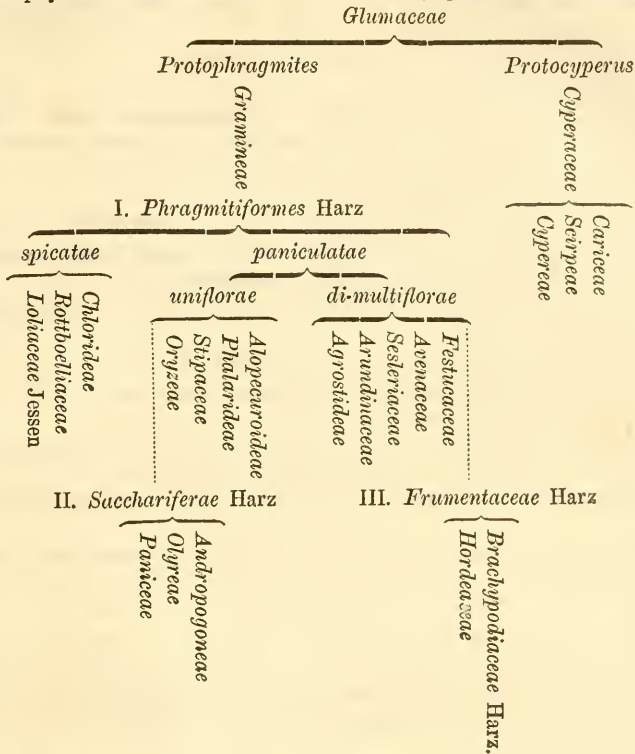 Glumaceae
Protophragmites
Protocyperus
Gramineae
Cyperaceae
I. Phragmitiformes Harz
Cariceae
Scirpeae
Cypereae
spicatae
paniculatae
Chlorideae
Rottboelliaceae
Loliaceae Jessen
uniflorae
di-multiflorae
Alopecuroideae
Phalarideae
Stipaceae
Oryzeae
Festucaceae
Avenaceae
Sesleriaceae
Arundinaceae
Agrostideae
II. Sacchariferae Harz
III. Frumentaceae Harz
Andropogoneae
Olyreae
Paniceae
Brachypodiaceae Harz.
Hordeaceae